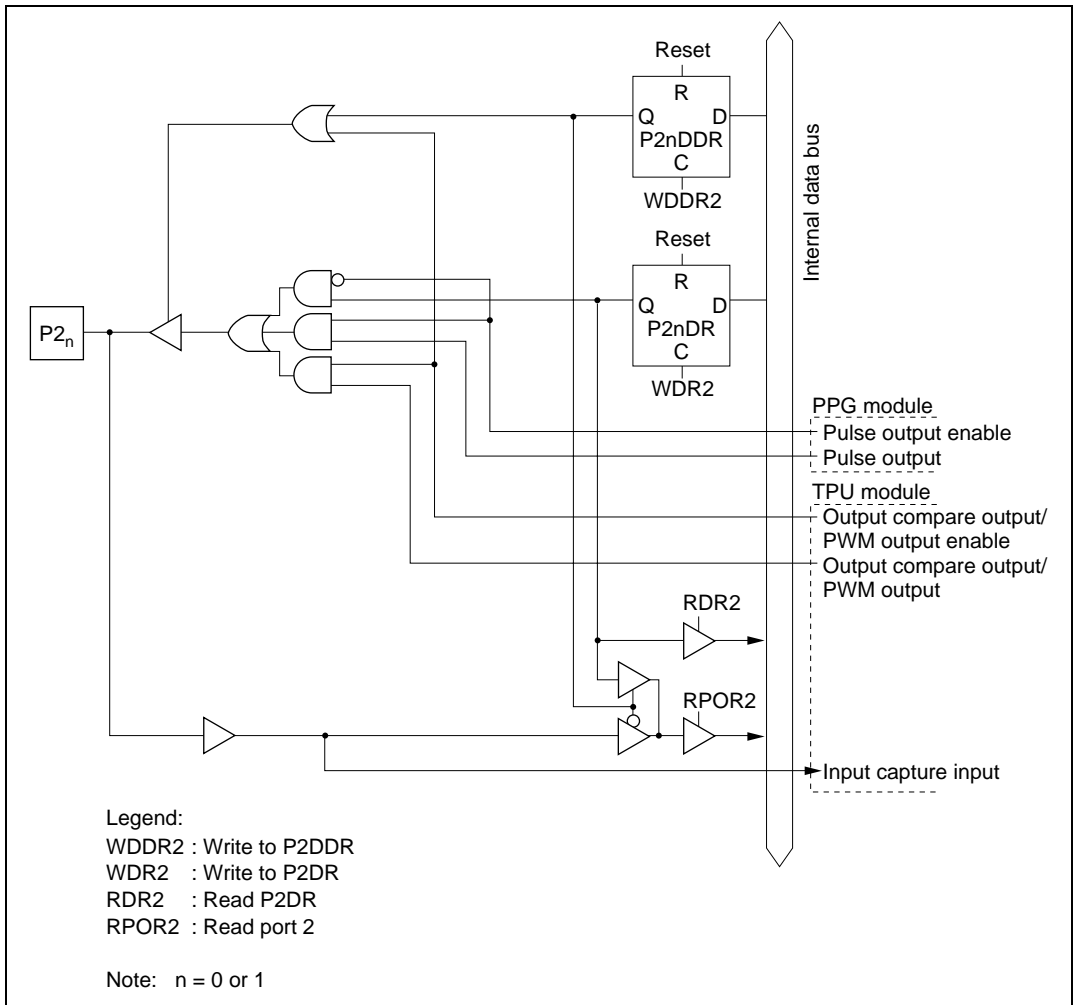 Reset
R
Q D
P2nDDR
C
WDDR2
Internal data bus
Reset
R
Q D
P2nDR
C
WDR2
P2n
PPG module
Pulse output enable
Pulse output
TPU module
Output compare output/
PWM output enable
Output compare output/
PWM output
RDR2
RPOR2
Input capture input
Legend:
WDDR2 : Write to P2DDR
WDR2 : Write to P2DR
RDR2 : Read P2DR
RPOR2 : Read port 2
Note: n = 0 or 1